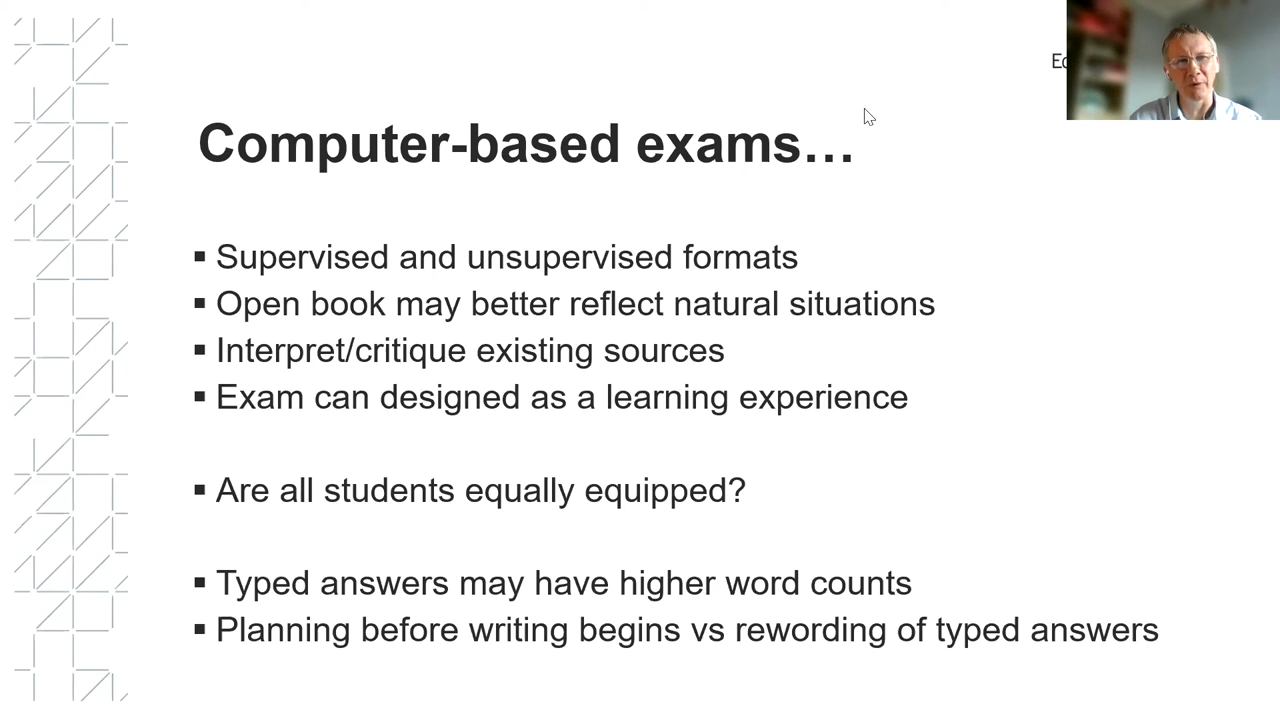 Computer-based exams…
▪ Supervised and unsupervised formats
▪ Open book may better reflect natural situations
▪ Interpret/critique existing sources
▪ Exam can designed as a learning experience
▪ Are all students equally equipped?
▪ Typed answers may have higher word counts
▪ Planning before writing begins vs rewording of typed answers